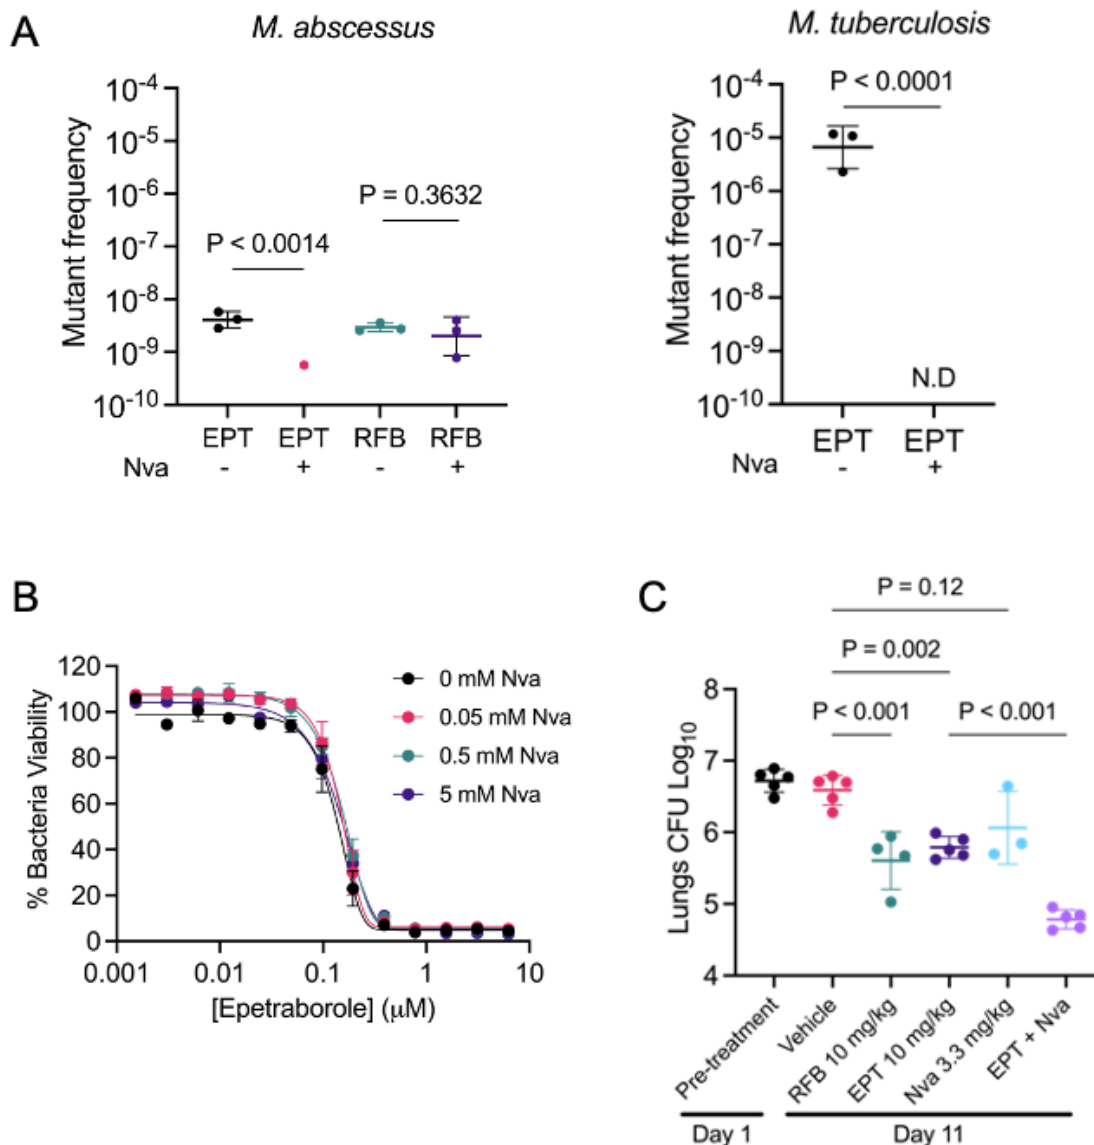 A
M. abscessus
M. tuberculosis
Mutant frequency
10-4
10-5
10-6
10-7
10-8
10-9
10-10
P < 0.0014
P = 0.3632
EPT EPT RFB RFB
Nva - + - +
Mutant frequency
10-4
10-5
10-6
10-7
10-8
10-9
10-10
P < 0.0001
N.D
EPT EPT
Nva - +
B
% Bacteria Viability
120
100
80
60
40
20
0
0.001 0.01 0.1 1 10
[Epetraborole] (μM)
0 mM Nva
0.05 mM Nva
0.5 mM Nva
5 mM Nva
C
P = 0.12
P = 0.002
P < 0.001 P < 0.001
Lungs CFU Log10
8
7
6
5
4
Pre-treatment
Vehicle
RFB 10 mg/kg
EPT 10 mg/kg
Nva 3.3 mg/kg
EPT + Nva
Day 1 Day 11